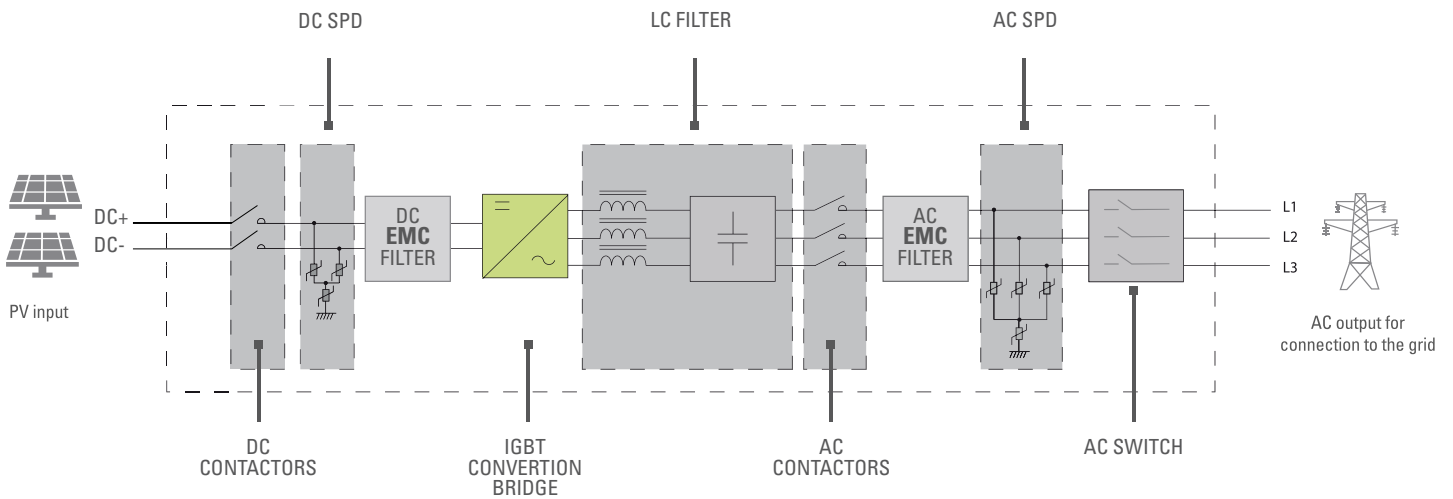 DC SPD
LC FILTER
AC SPD
DC+
DC-
PV input
DC
EMC
FILTER
AC
EMC
FILTER
L1
L2
L3
AC output for
connection to the grid
DC
CONTACTORS
IGBT
CONVERTION
BRIDGE
AC
CONTACTORS
AC SWITCH